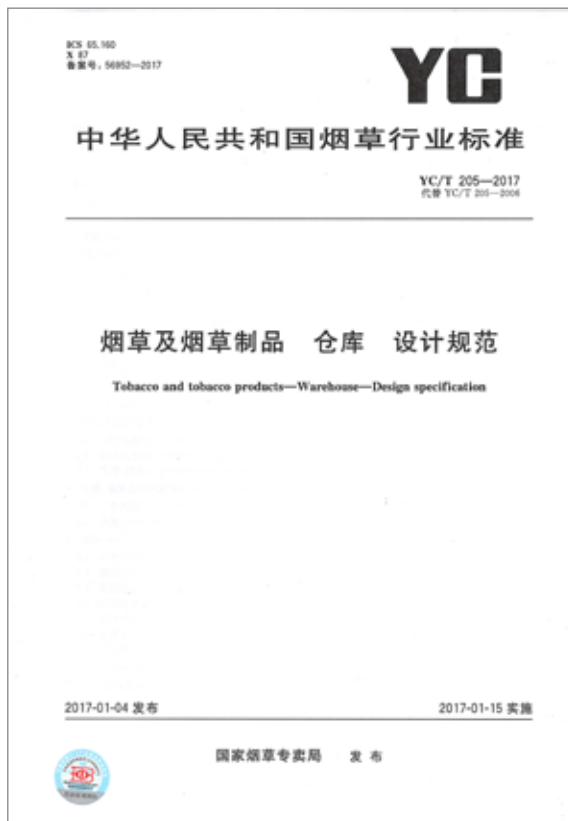 ICS 65.160
X 87
备案号：56952—2017
YC
中华人民共和国烟草行业标准
YC/T 205—2017
代替 YC/T 205—2006
烟草及烟草制品 仓库 设计规范
Tobacco and tobacco products—Warehouse—Design specification
2017-01-04 发布
2017-01-15 实施
国家烟草专卖局 发布